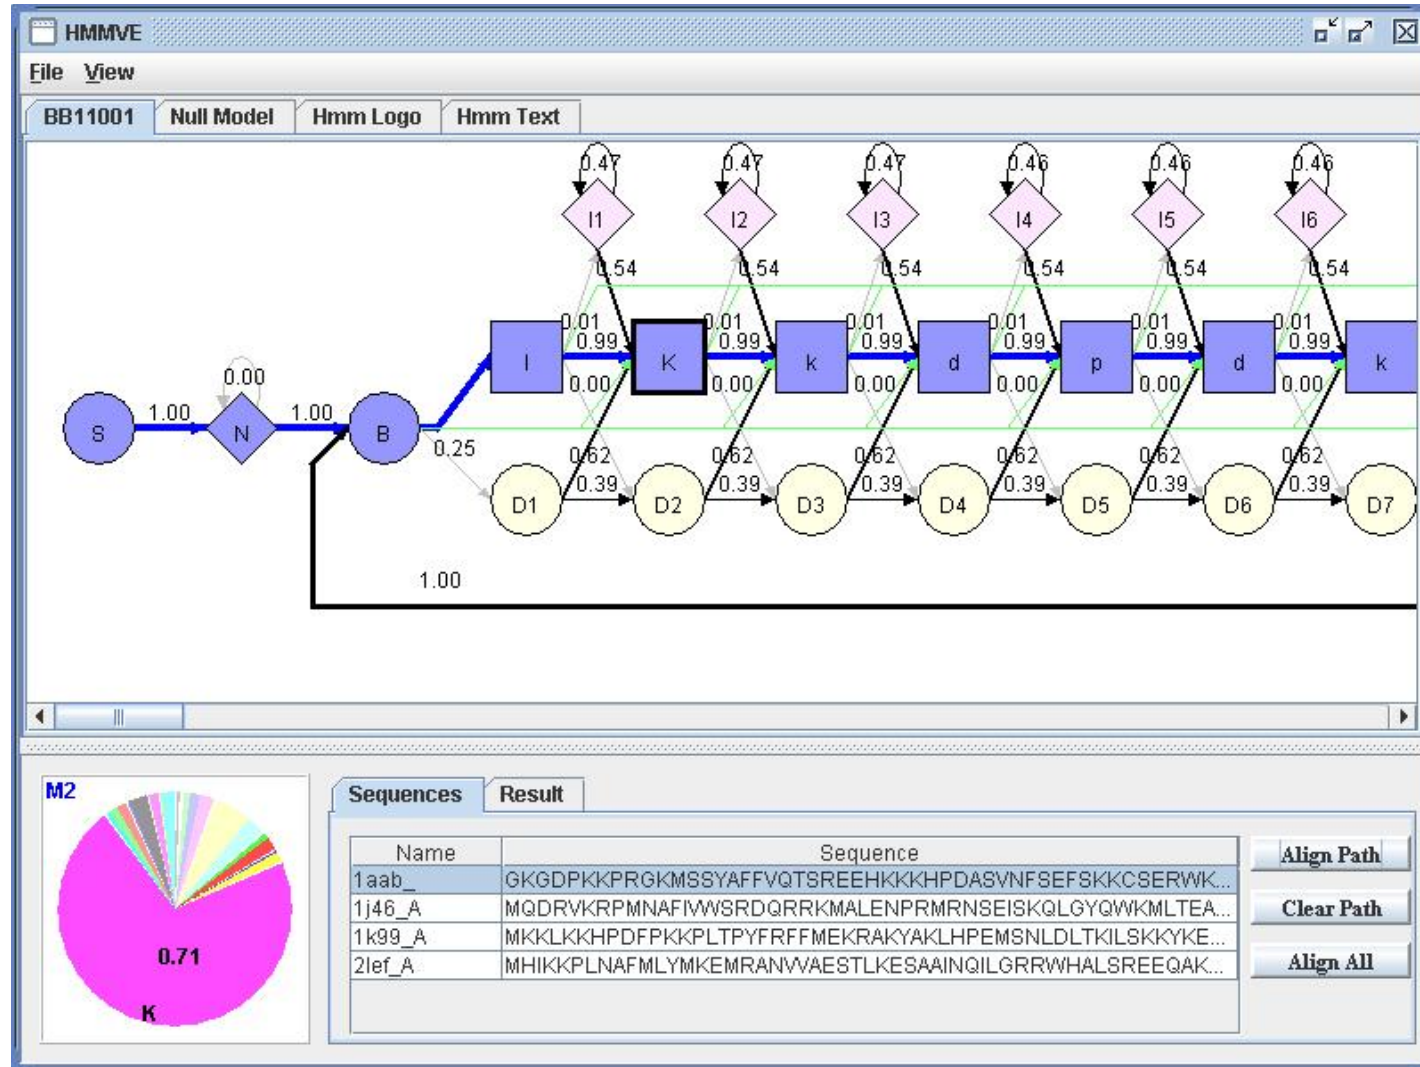 HMMVE
File View
BB11001 Null Model Hmm Logo Hmm Text
0.47 0.47 0.47 0.46 0.46 0.46
I1 I2 I3 I4 I5 I6
0.54 0.54 0.54 0.54 0.54 0.54
0.01 0.01 0.01 0.01 0.01 0.01
0.99 0.99 0.99 0.99 0.99 0.99
I K k d p d k
0.00 0.00 0.00 0.00 0.00 0.00 0.00
1.00 1.00
S N B
0.25 0.62 0.62 0.62 0.62 0.62 0.62
0.39 0.39 0.39 0.39 0.39 0.39
D1 D2 D3 D4 D5 D6 D7
1.00
M2
0.71
K
Sequences Result
Name Sequence
1aab_ GKGDPKKPRGKMSSYAFFVQTSREEHKKKHPDASVNFSEFSKKCSERWK...
1j46_A MQDRVKRPMNAFIVWSRDQRRKMALENPRMRNSEISKQLGYQWKMLTEA...
1k99_A MKKLKKHPDFPKKPLTPYFRFFMEKRAKYAKLHPEMSNLDLTKILSKKYKE...
2lef_A MHIKKPLNAFMLYMKEMRANVVAESTLKESAAINQILGRRWHALSREEQAK...
Align Path
Clear Path
Align All